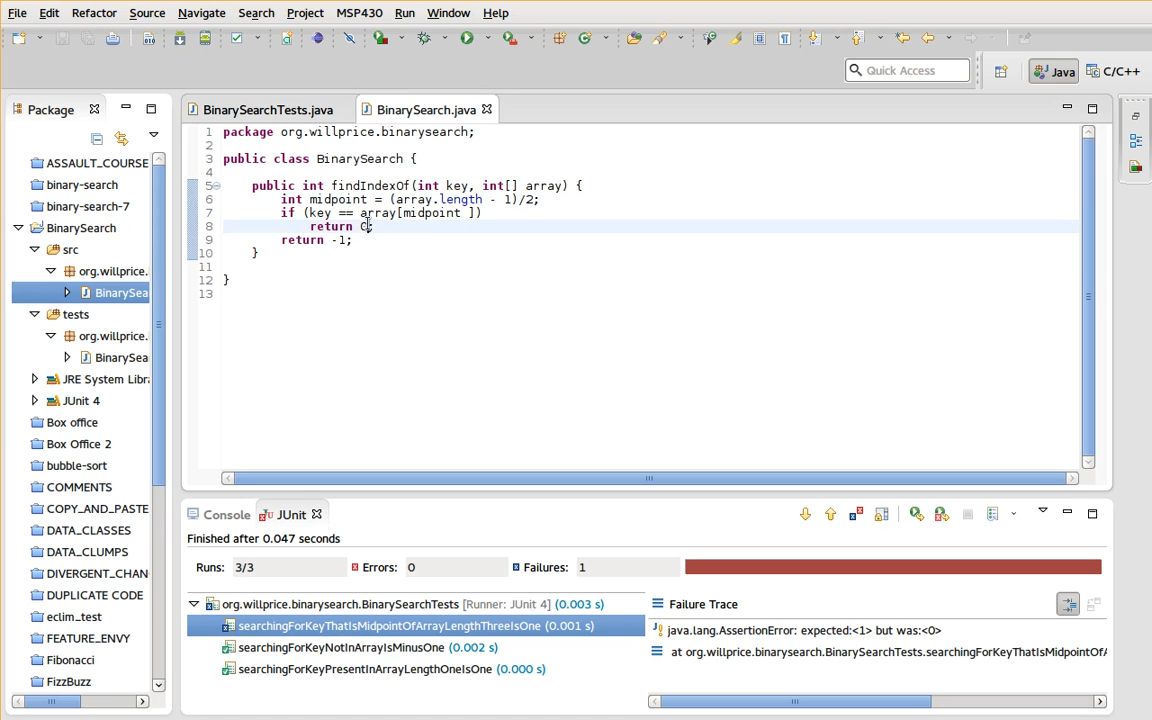 File Edit Refactor Source Navigate Search Project MSP430 Run Window Help
Quick Access
Java
C/C++
Package
BinarySearchTests.java
BinarySearch.java
ASSAULT_COURSE
binary-search
binary-search-7
BinarySearch
src
org.willprice.
BinarySea
tests
org.willprice.
BinarySea
JRE System Libr
JUnit 4
Box office
Box Office 2
bubble-sort
COMMENTS
COPY_AND_PASTE
DATA_CLASSES
DATA_CLUMPS
DIVERGENT_CHAN
DUPLICATE CODE
eclim_test
FEATURE_ENVY
Fibonacci
FizzBuzz
1 package org.willprice.binarysearch;
2
3 public class BinarySearch {
4
5 public int findIndexOf(int key, int[] array) {
6 int midpoint = (array.length - 1)/2;
7 if (key == array[midpoint ])
8 return 0;
9 return -1;
10 }
11
12 }
13
Console
JUnit
Finished after 0.047 seconds
Runs: 3/3 Errors: 0 Failures: 1
org.willprice.binarysearch.BinarySearchTests [Runner: JUnit 4] (0.003 s)
searchingForKeyThatIsMidpointOfArrayLengthThreeIsOne (0.001 s)
searchingForKeyNotInArrayIsMinusOne (0.002 s)
searchingForKeyPresentInArrayLengthOneIsOne (0.000 s)
Failure Trace
java.lang.AssertionError: expected:<1> but was:<0>
at org.willprice.binarysearch.BinarySearchTests.searchingForKeyThatIsMidpointOfA